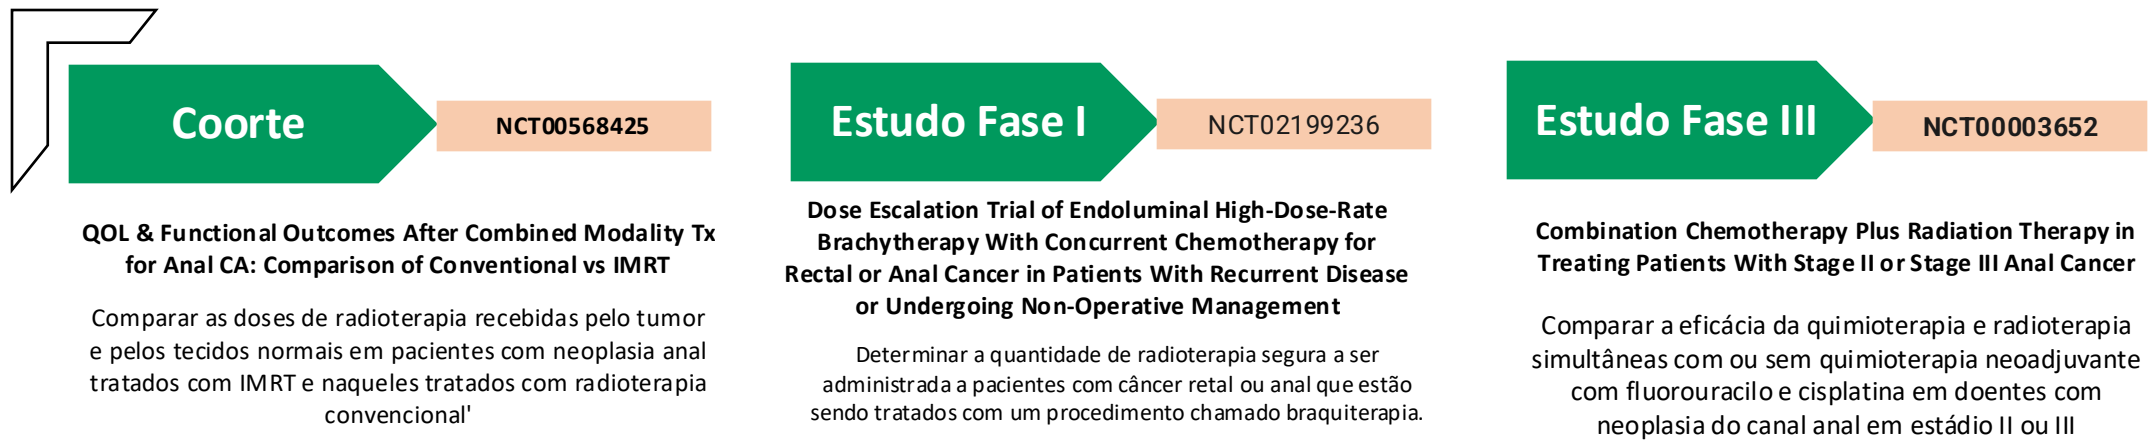 Coorte
NCT00568425
QOL & Functional Outcomes After Combined Modality Tx
for Anal CA: Comparison of Conventional vs IMRT
Comparar as doses de radioterapia recebidas pelo tumor
e pelos tecidos normais em pacientes com neoplasia anal
tratados com IMRT e naqueles tratados com radioterapia
convencional'
Estudo Fase I
NCT02199236
Dose Escalation Trial of Endoluminal High-Dose-Rate
Brachytherapy With Concurrent Chemotherapy for
Rectal or Anal Cancer in Patients With Recurrent Disease
or Undergoing Non-Operative Management
Determinar a quantidade de radioterapia segura a ser
administrada a pacientes com câncer retal ou anal que estão
sendo tratados com um procedimento chamado braquiterapia.
Estudo Fase III
NCT00003652
Combination Chemotherapy Plus Radiation Therapy in
Treating Patients With Stage II or Stage III Anal Cancer
Comparar a eficácia da quimioterapia e radioterapia
simultâneas com ou sem quimioterapia neoadjuvante
com fluorouracilo e cisplatina em doentes com
neoplasia do canal anal em estádio II ou III